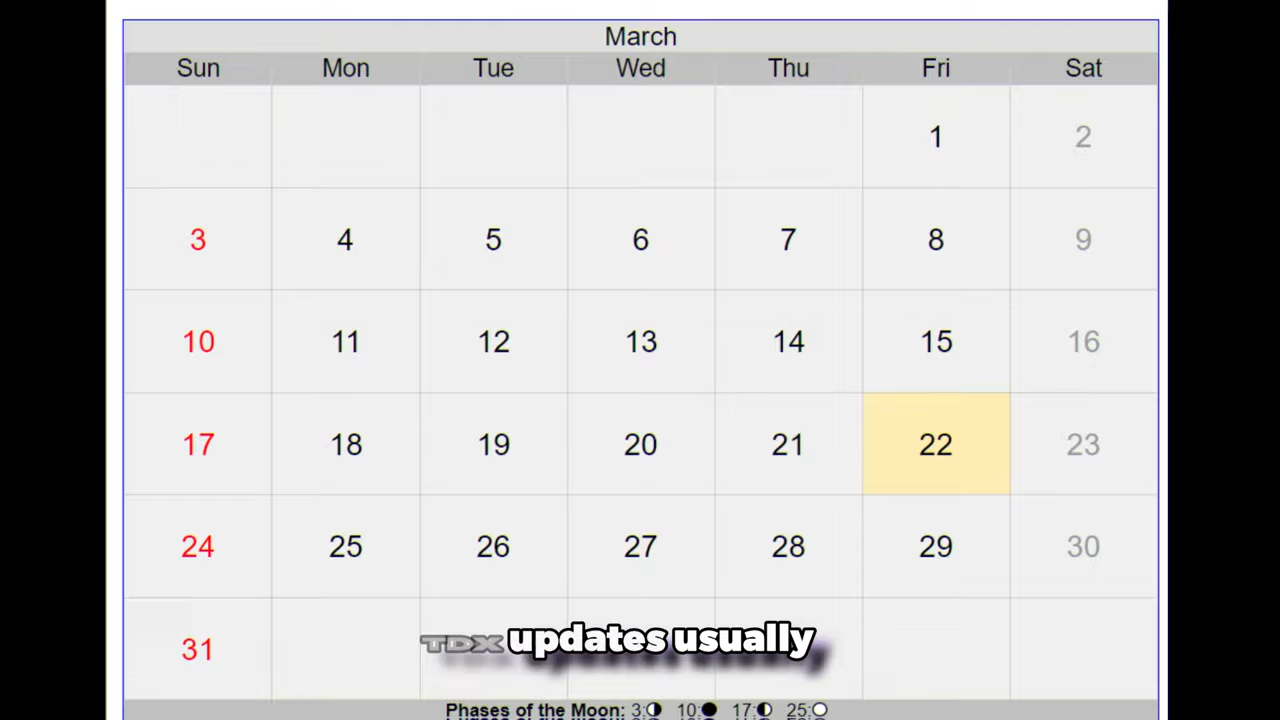 March
Sun Mon Tue Wed Thu Fri Sat
1 2
3 4 5 6 7 8 9
10 11 12 13 14 15 16
17 18 19 20 21 22 23
24 25 26 27 28 29 30
31
TDX updates usually
Phases of the Moon: 3: 10: 17: 25: